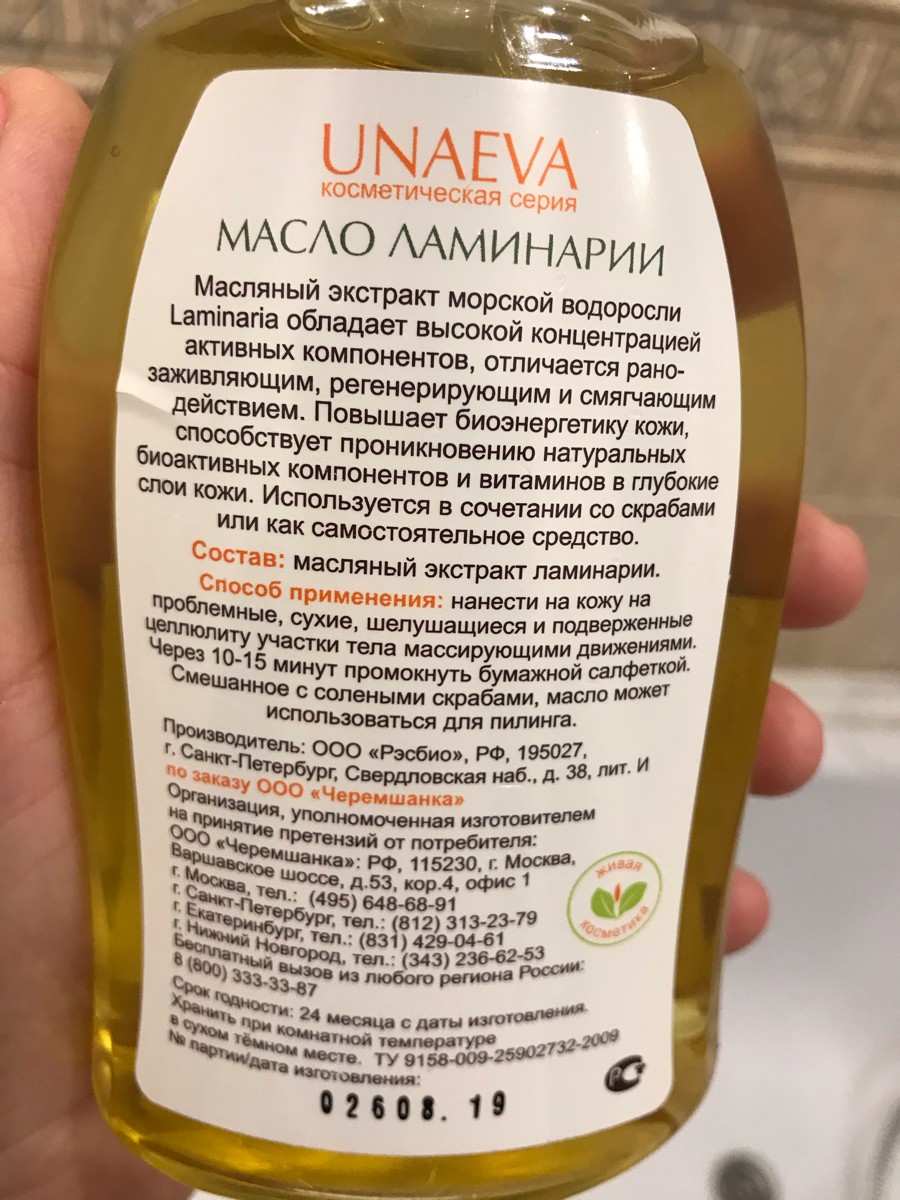 UNAEVA
косметическая серия
МАСЛО ЛАМИНАРИИ
Масляный экстракт морской водоросли
Laminaria обладает высокой концентрацией
активных компонентов, отличается рано-
заживляющим, регенерирующим и смягчающим
действием. Повышает биоэнергетику кожи,
способствует проникновению натуральных
биоактивных компонентов и витаминов в глубокие
слои кожи. Используется в сочетании со скрабами
или как самостоятельное средство.
Состав: масляный экстракт ламинарии.
Способ применения: нанести на кожу на
проблемные, сухие, шелушащиеся и подверженные
целлюлиту участки тела массирующими движениями.
Через 10-15 минут промокнуть бумажной салфеткой.
Смешанное с солеными скрабами, масло может
использоваться для пилинга.
Производитель: ООО «Рэсбио», РФ, 195027,
г. Санкт-Петербург, Свердловская наб., д. 38, лит. И
по заказу ООО «Черемшанка»
Организация, уполномоченная изготовителем
на принятие претензий от потребителя:
ООО «Черемшанка»: РФ, 115230, г. Москва,
Варшавское шоссе, д.53, кор.4, офис 1
г. Москва, тел.: (495) 648-68-91
г. Санкт-Петербург, тел.: (812) 313-23-79
г. Екатеринбург, тел.: (831) 429-04-61
г. Нижний Новгород, тел.: (343) 236-62-53
Бесплатный вызов из любого региона России:
8 (800) 333-33-87
живая
косметика
Срок годности: 24 месяца с даты изготовления.
Хранить при комнатной температуре
в сухом тёмном месте. ТУ 9158-009-25902732-2009
№ партии/дата изготовления:
РСТ
02608.19